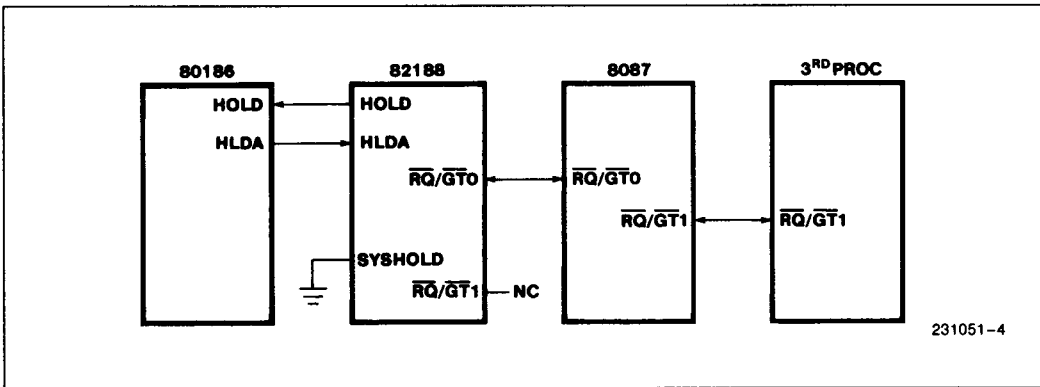 80186 82188 8087 3RD PROC
HOLD HOLD
HLDA HLDA
RQ/GT0 RQ/GT0
RQ/GT1 RQ/GT1
SYSHOLD
RQ/GT1 NC
231051-4